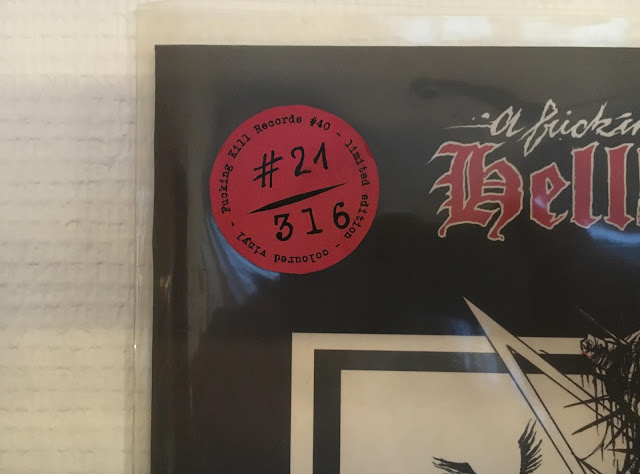 Fucking Kill Records #40 - limited edition - coloured vinyl -
#21
316
A fuckin
Hell